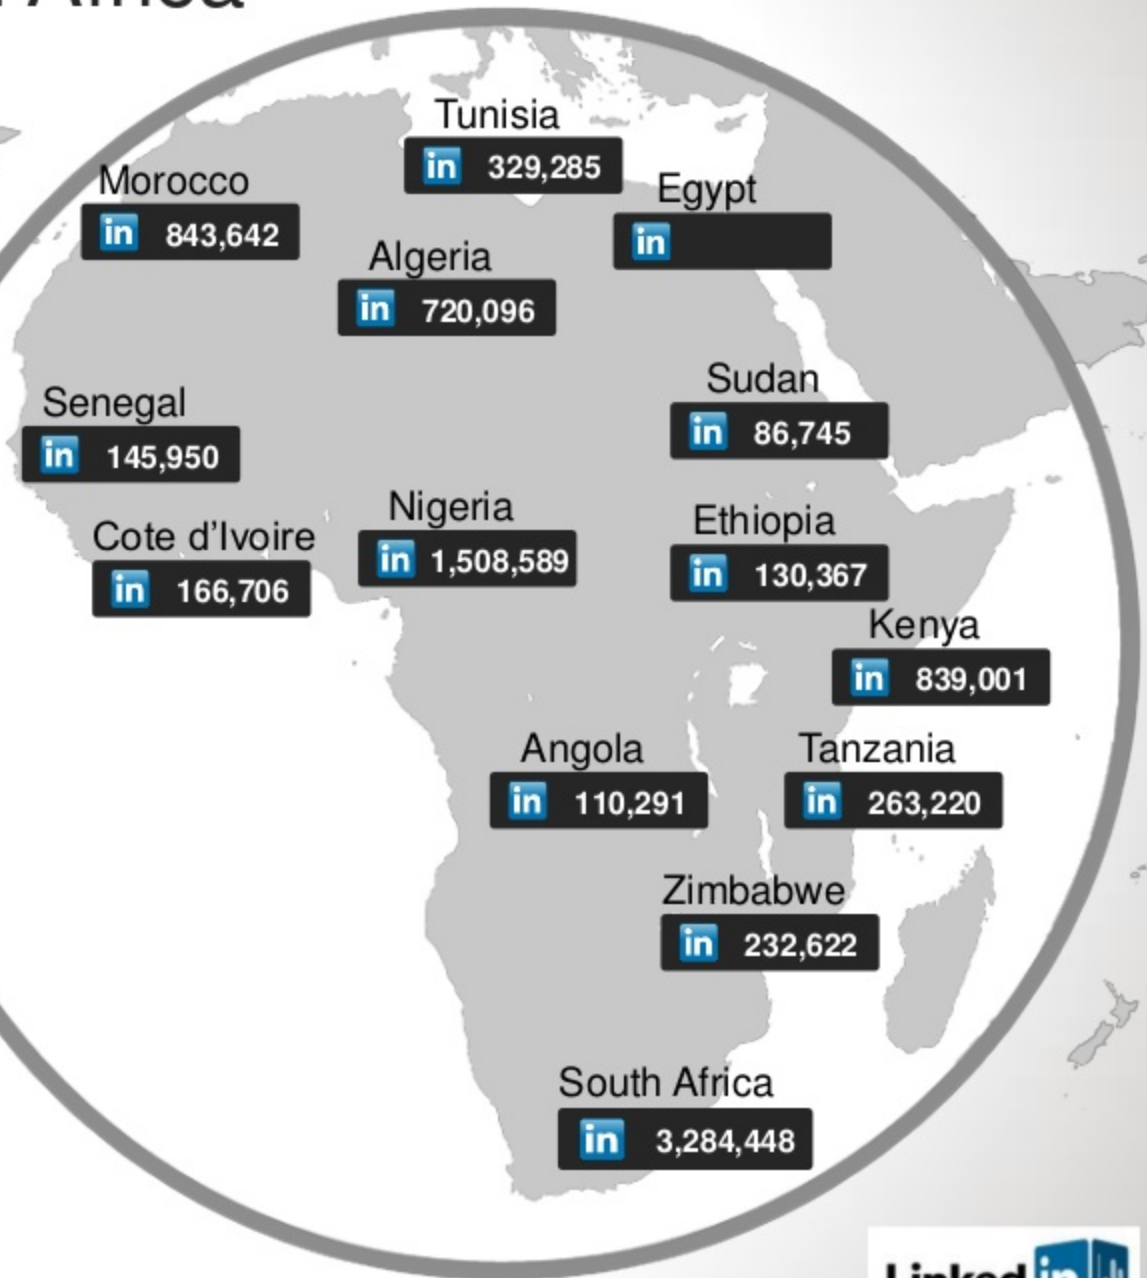 Africa
Tunisia
in 329,285
Morocco
in 843,642
Egypt
in
Algeria
in 720,096
Sudan
in 86,745
Senegal
in 145,950
Nigeria
in 1,508,589
Ethiopia
in 130,367
Cote d’Ivoire
in 166,706
Kenya
in 839,001
Angola
in 110,291
Tanzania
in 263,220
Zimbabwe
in 232,622
South Africa
in 3,284,448
Linked in